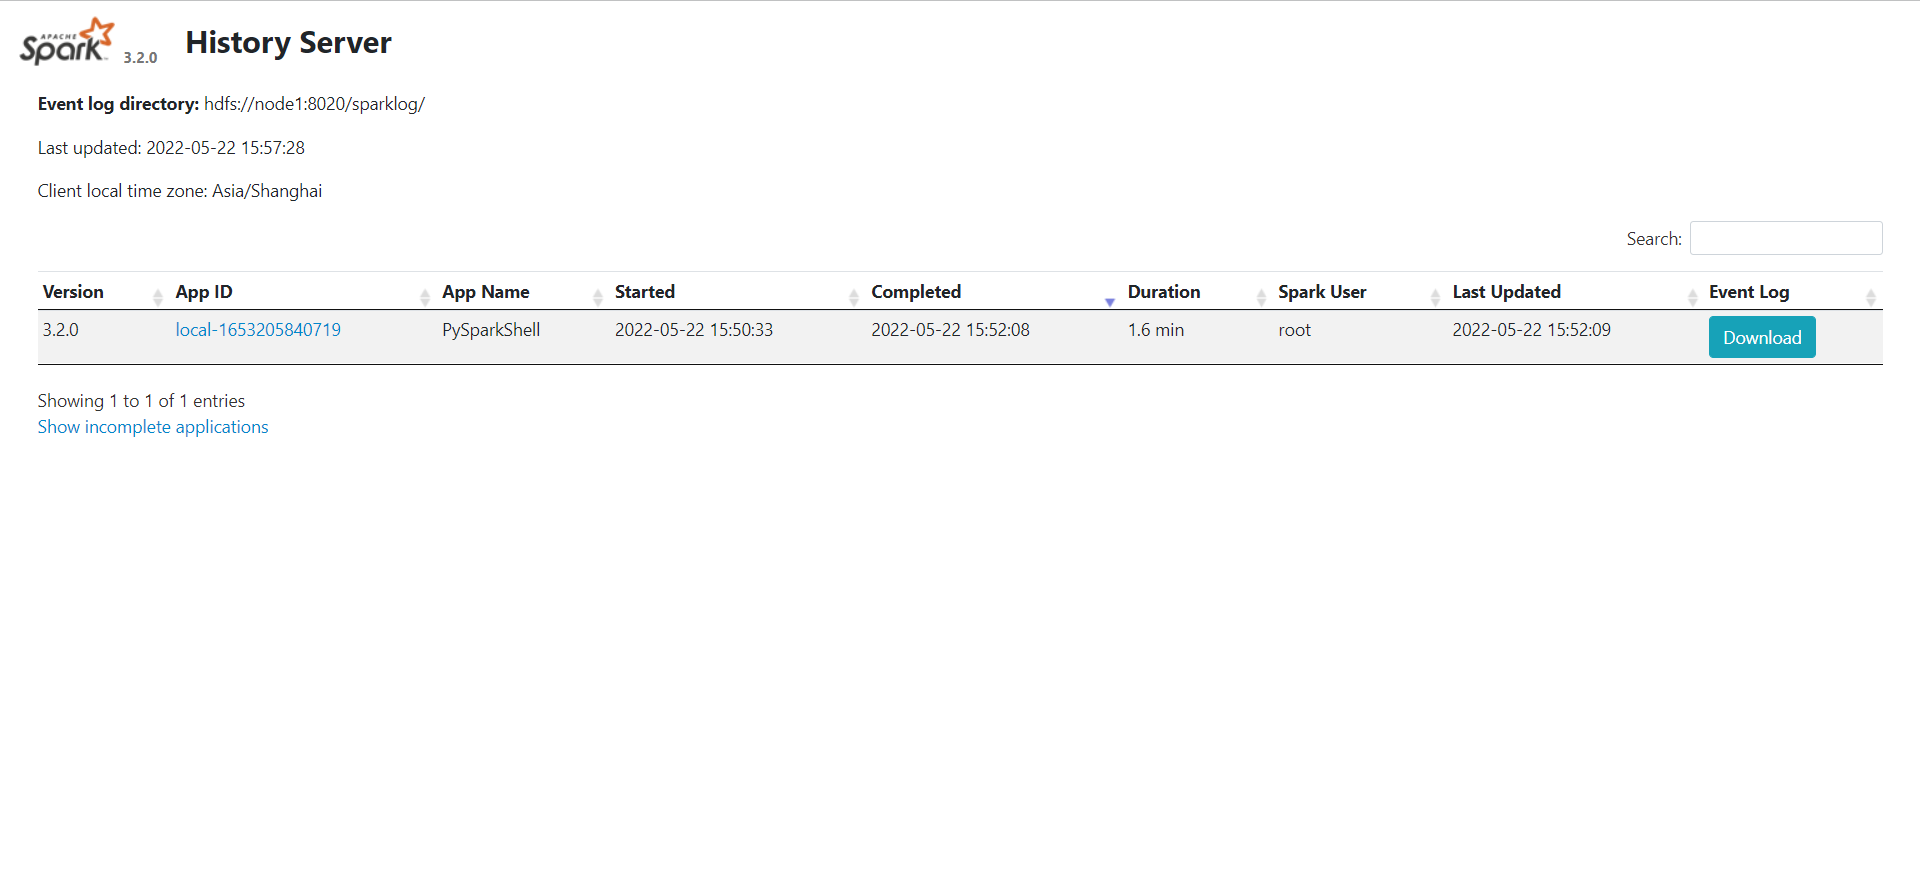 APACHE
Spark 3.2.0 History Server
Event log directory: hdfs://node1:8020/sparklog/
Last updated: 2022-05-22 15:57:28
Client local time zone: Asia/Shanghai
Search:
Version App ID App Name Started Completed Duration Spark User Last Updated Event Log
3.2.0 local-1653205840719 PySparkShell 2022-05-22 15:50:33 2022-05-22 15:52:08 1.6 min root 2022-05-22 15:52:09 Download
Showing 1 to 1 of 1 entries
Show incomplete applications